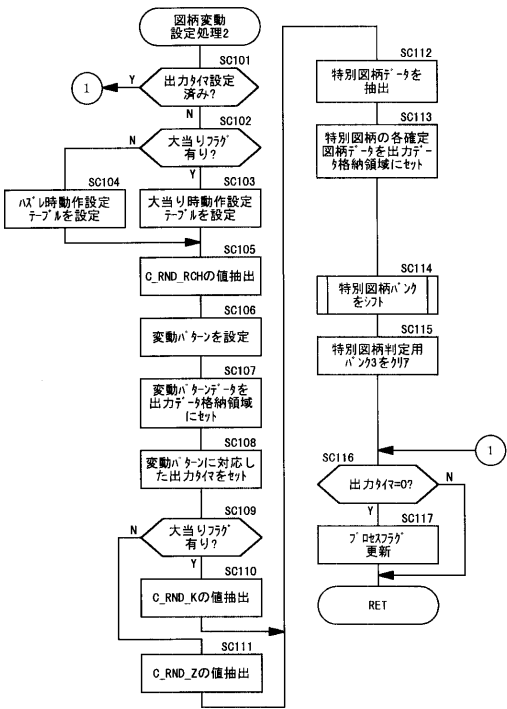 図柄変動
設定処理2
SC101
出力ﾀｲﾏ設定
済み?
Y
1
N
SC102
大当りﾌﾗｸﾞ
有り?
N
Y
SC104
ﾊｽﾞﾚ時動作設定
ﾃｰﾌﾞﾙを設定
SC103
大当り時動作設定
ﾃｰﾌﾞﾙを設定
SC105
C_RND_RCHの値抽出
SC106
変動ﾊﾟﾀｰﾝを設定
SC107
変動ﾊﾟﾀｰﾝﾃﾞｰﾀを
出力ﾃﾞｰﾀ格納領域
にｾｯﾄ
SC108
変動ﾊﾟﾀｰﾝに対応し
た出力ﾀｲﾏをｾｯﾄ
SC109
大当りﾌﾗｸﾞ
有り?
N
Y
SC110
C_RND_Kの値抽出
SC111
C_RND_Zの値抽出
SC112
特別図柄ﾃﾞｰﾀを
抽出
SC113
特別図柄の各確定
図柄ﾃﾞｰﾀを出力ﾃﾞｰ
ﾀ格納領域にｾｯﾄ
SC114
特別図柄ﾊﾞﾝｸ
をｼﾌﾄ
SC115
特別図柄判定用
ﾊﾞﾝｸ3をｸﾘｱ
1
SC116
出力ﾀｲﾏ=0?
N
Y
SC117
ﾌﾟﾛｾｽﾌﾗｸﾞ
更新
RET